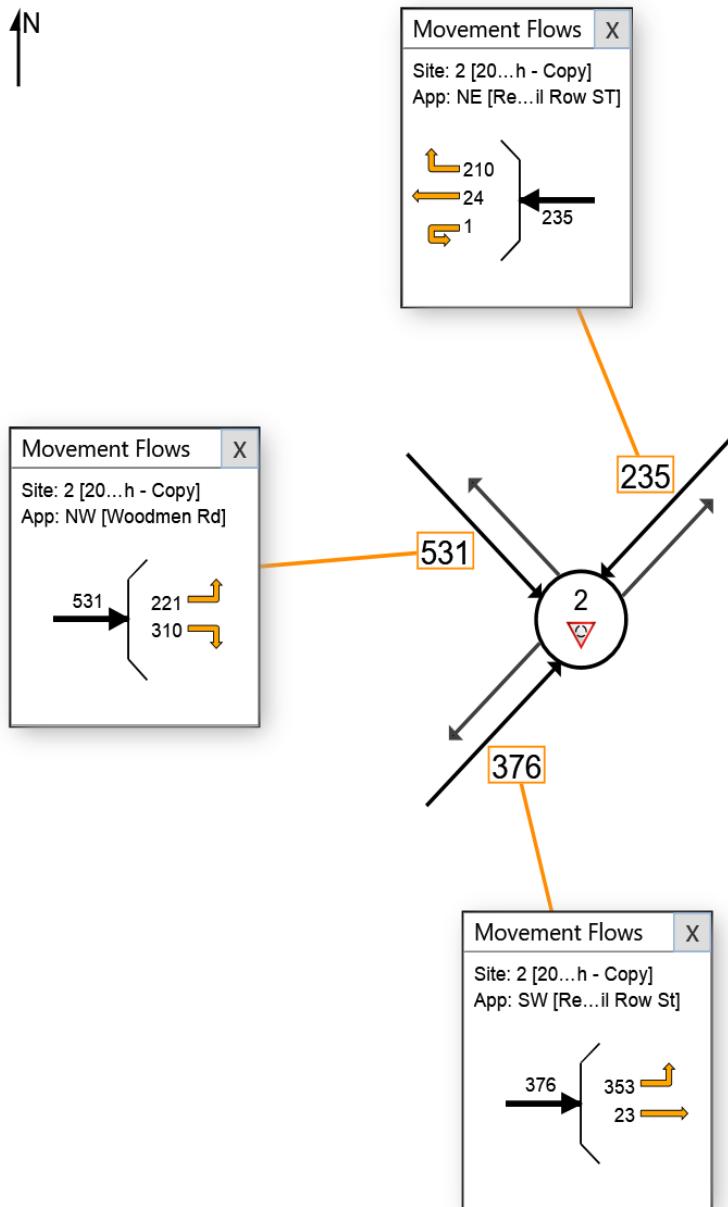 N
Movement Flows X
Site: 2 [20...h - Copy]
App: NE [Re...il Row ST]
210
24
1
235
235
Movement Flows X
Site: 2 [20...h - Copy]
App: NW [Woodmen Rd]
531
221
310
531
2
376
Movement Flows X
Site: 2 [20...h - Copy]
App: SW [Re...il Row St]
376
353
23